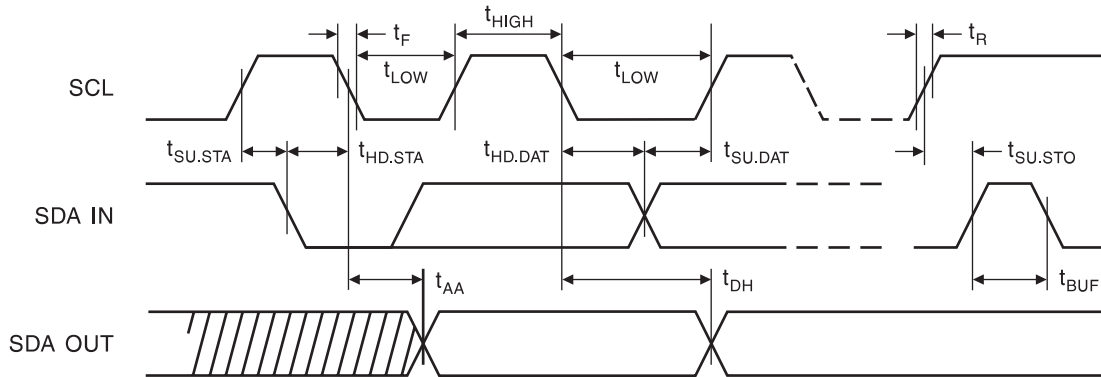 tHIGH
tF
tR
tLOW
tLOW
SCL
tSU.STA
tHD.STA
tHD.DAT
tSU.DAT
tSU.STO
SDA IN
tAA
tDH
tBUF
SDA OUT